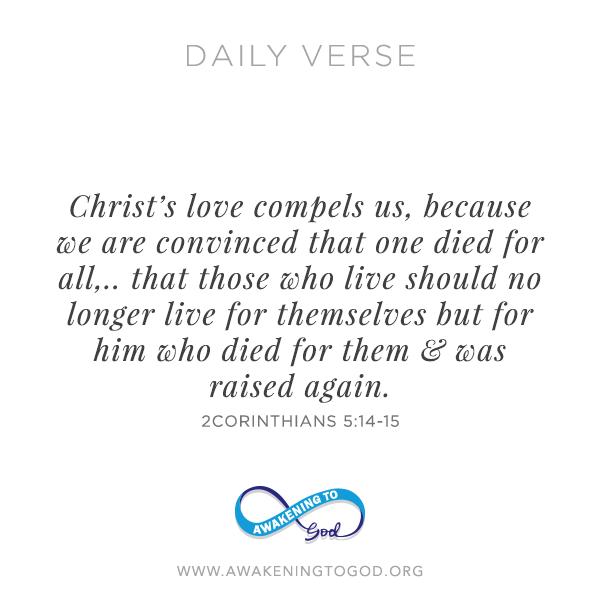 DAILY VERSE
Christ’s love compels us, because
we are convinced that one died for
all,.. that those who live should no
longer live for themselves but for
him who died for them & was
raised again.
2CORINTHIANS 5:14-15
AWAKENING TO
God
WWW.AWAKENINGTOGOD.ORG